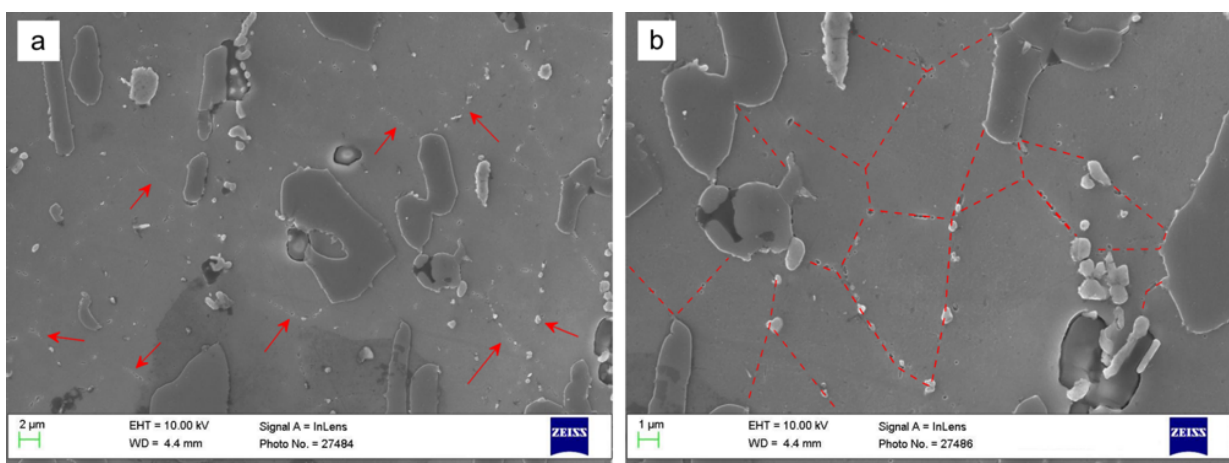 a
b
2 µm
EHT = 10.00 kV
WD = 4.4 mm
Signal A = InLens
Photo No. = 27484
ZEISS
1 µm
EHT = 10.00 kV
WD = 4.4 mm
Signal A = InLens
Photo No. = 27486
ZEISS